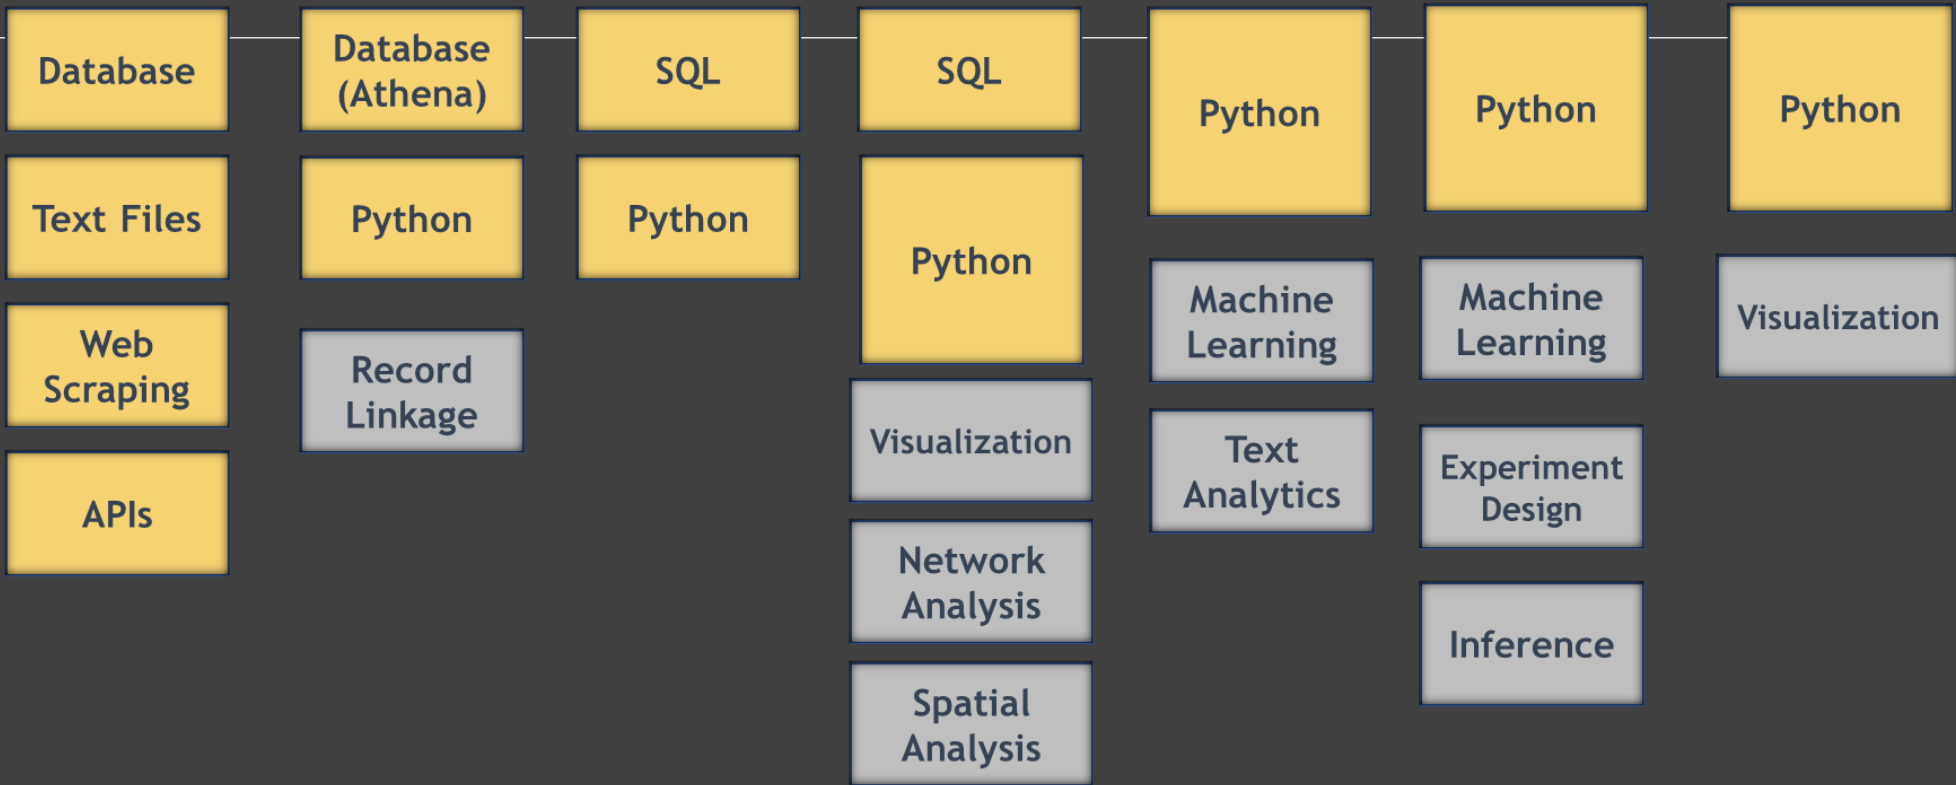 Database
Text Files
Web
Scraping
APIs
Database
(Athena)
Python
Record
Linkage
SQL
Python
SQL
Python
Visualization
Network
Analysis
Spatial
Analysis
Python
Machine
Learning
Text
Analytics
Python
Machine
Learning
Experiment
Design
Inference
Python
Visualization